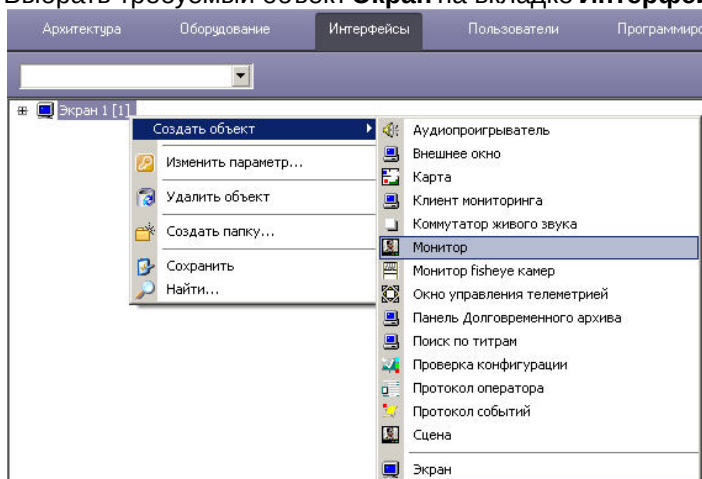 Выбрать требуемый объект Экран на вкладке Интерфей
Архитектура Оборудование Интерфейсы Пользователи Программиро
Экран 1 [1]
Создать объект
Изменить параметр...
Удалить объект
Создать папку...
Сохранить
Найти...
Аудиопроигрыватель
Внешнее окно
Карта
Клиент мониторинга
Коммутатор живого звука
Монитор
Монитор fisheye камер
Окно управления телеметрией
Панель Долговременного архива
Поиск по титрам
Проверка конфигурации
Протокол оператора
Протокол событий
Сцена
Экран